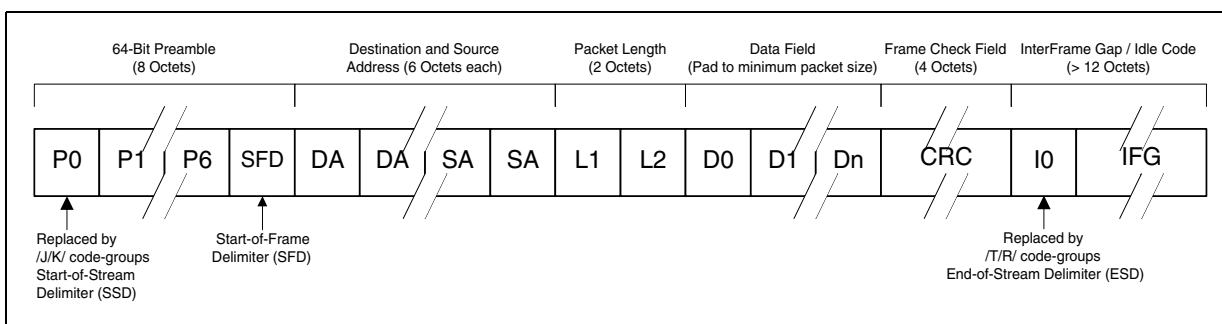 64-Bit Preamble
(8 Octets)
Destination and Source
Address (6 Octets each)
Packet Length
(2 Octets)
Data Field
(Pad to minimum packet size)
Frame Check Field
(4 Octets)
InterFrame Gap / Idle Code
(> 12 Octets)
P0 P1 P6 SFD DA DA SA SA L1 L2 D0 D1 Dn CRC I0 IFG
Replaced by
/J/K/ code-groups
Start-of-Stream
Delimiter (SSD)
Start-of-Frame
Delimiter (SFD)
Replaced by
/T/R/ code-groups
End-of-Stream Delimiter (ESD)